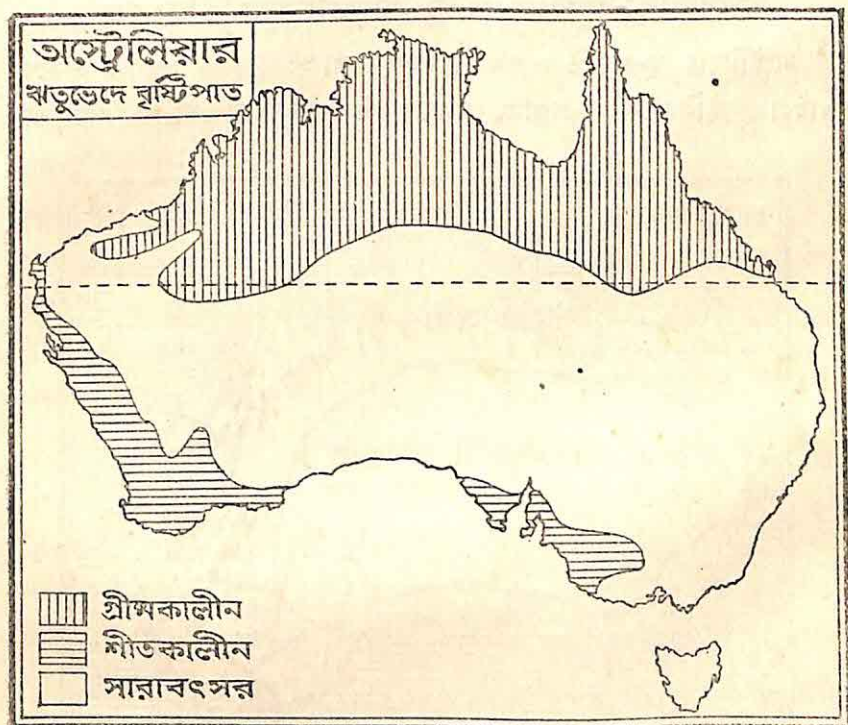 অস্ট্রেলিয়ার
ঋতুভেদে বৃষ্টিপাত
গ্রীষ্মকালীন
শীতকালীন
সারাবৎসর